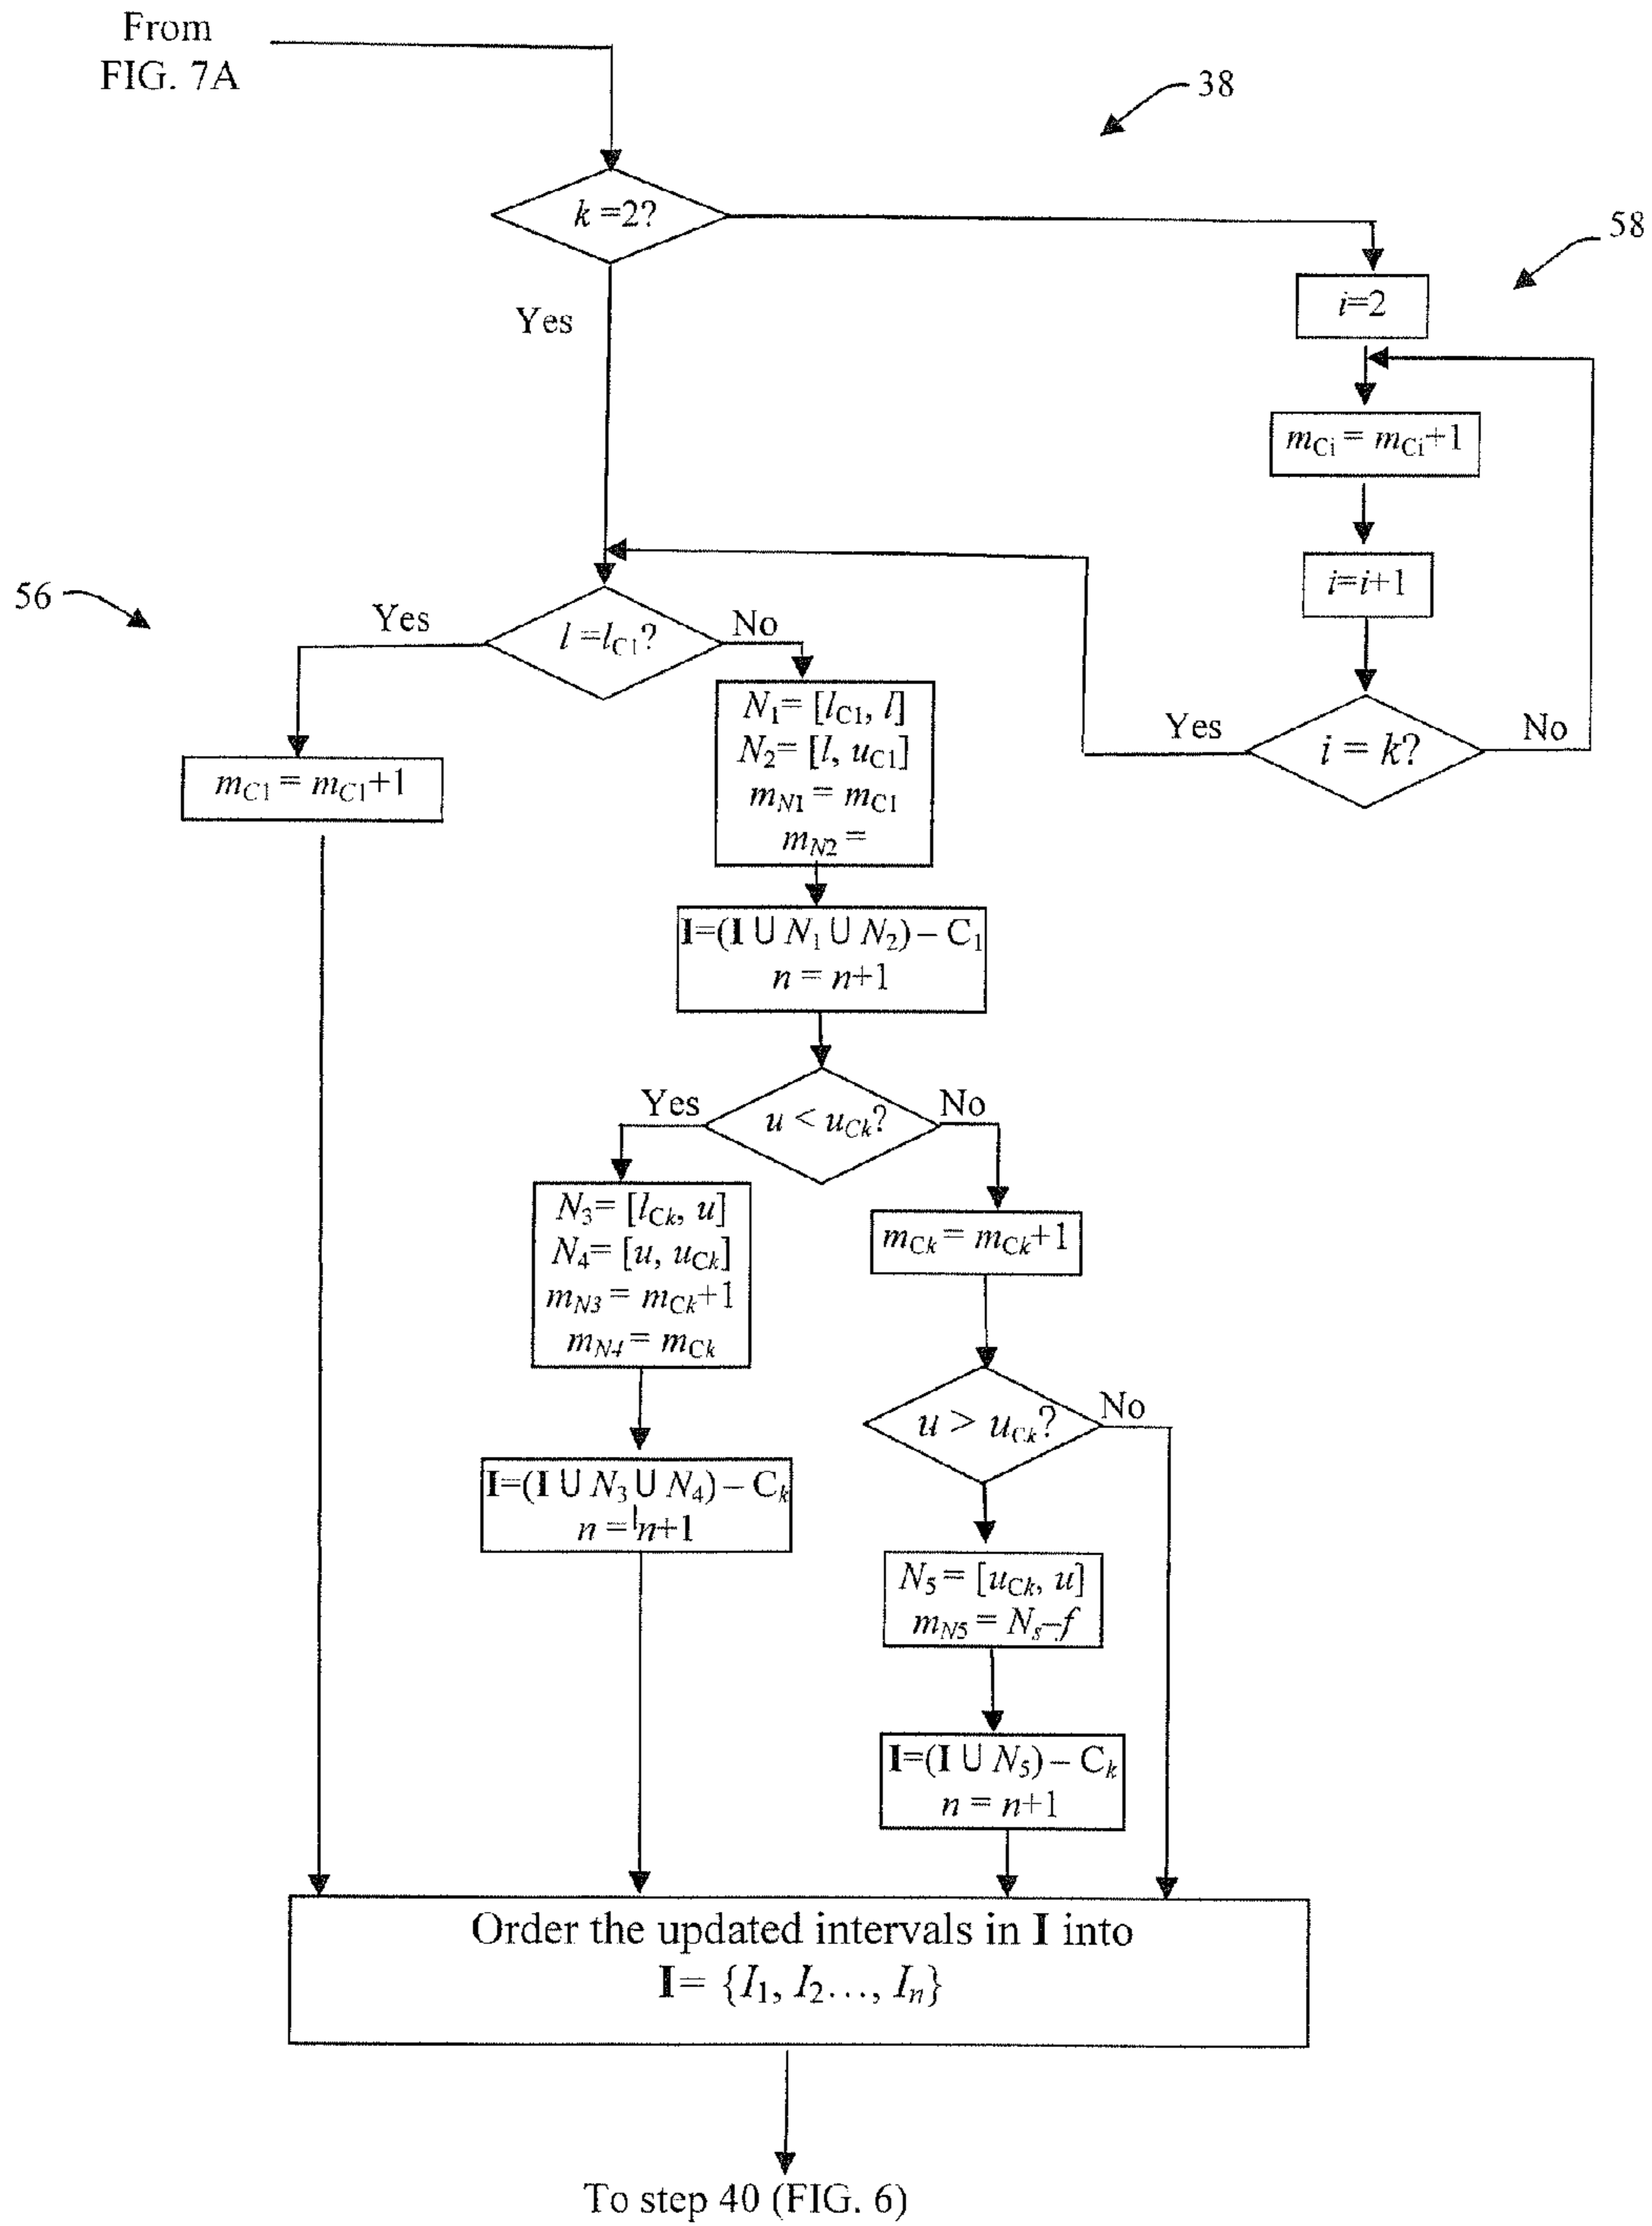 From
FIG. 7A
38
k =2?
58
i=2
Yes
mCi = mCi+1
i=i+1
56
Yes
l =lC1?
No
N1= [lC1, l]
N2= [l, uC1]
mN1 = mC1
mN2 =
Yes
i = k?
No
mC1 = mC1+1
I=(I ∪ N1 ∪ N2) – C1
n = n+1
Yes
u < uCk?
No
N3= [lCk, u]
N4= [u, uCk]
mN3 = mCk+1
mN4 = mCk
mCk = mCk+1
u > uCk?
No
I=(I ∪ N3 ∪ N4) – Ck
n = n+1
N5 = [uCk, u]
mN5 = Ns–f
I=(I ∪ N5) – Ck
n = n+1
Order the updated intervals in I into
I= {I1, I2..., In}
To step 40 (FIG. 6)